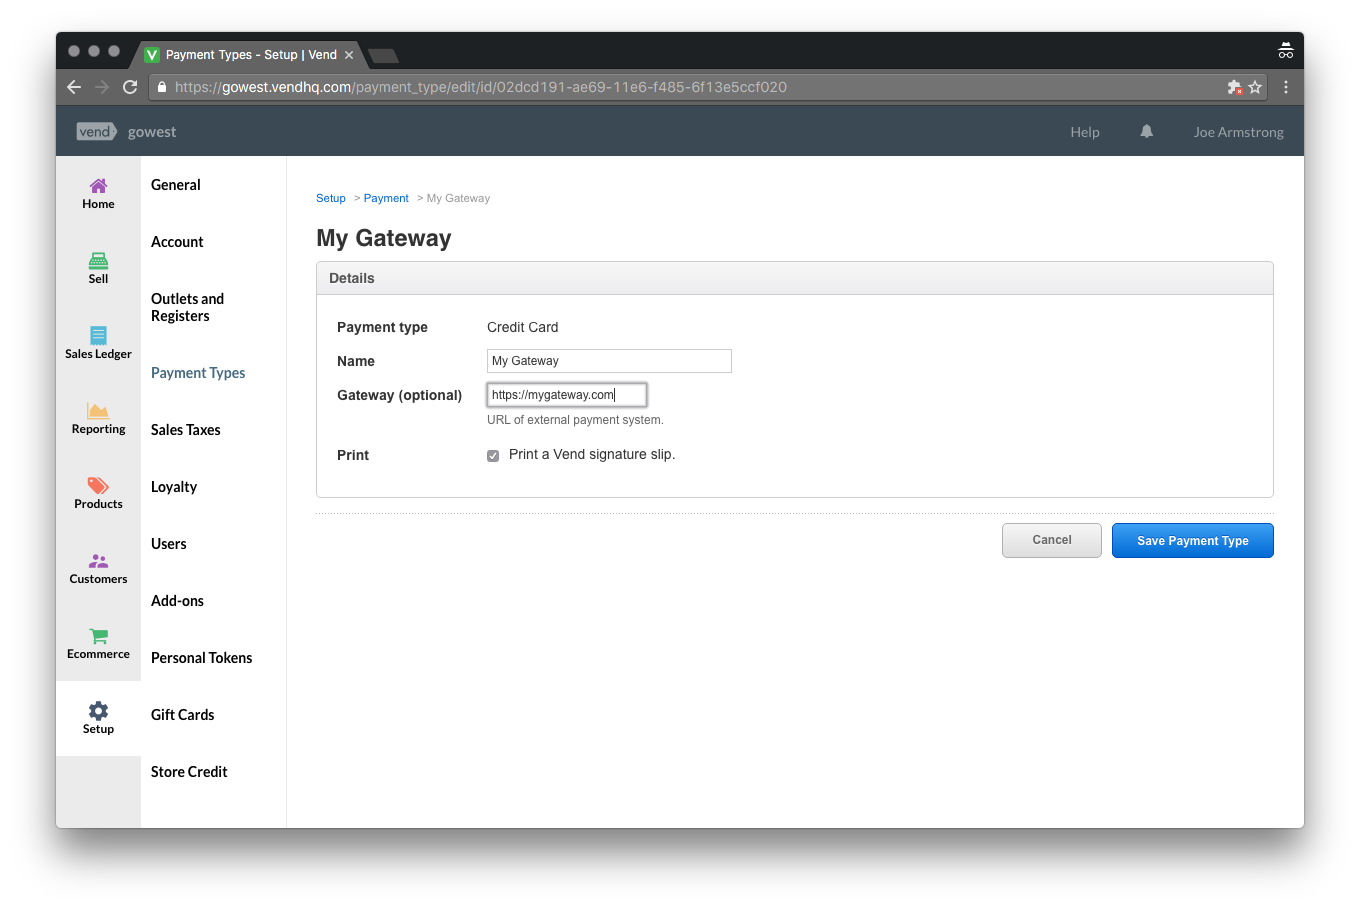 Payment Types - Setup | Vend
https://gowest.vendhq.com/payment_type/edit/id/02dcd191-ae69-11e6-f485-6f13e5ccf020
vend gowest Help Joe Armstrong
Home
Sell
Sales Ledger
Reporting
Products
Customers
Ecommerce
Setup
General
Account
Outlets and
Registers
Payment Types
Sales Taxes
Loyalty
Users
Add-ons
Personal Tokens
Gift Cards
Store Credit
Setup > Payment > My Gateway
My Gateway
Details
Payment type Credit Card
Name My Gateway
Gateway (optional) https://mygateway.com
URL of external payment system.
Print Print a Vend signature slip.
Cancel Save Payment Type